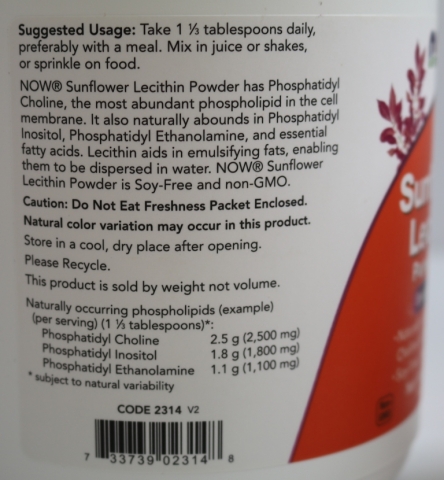 Suggested Usage: Take 1 ⅓ tablespoons daily,
preferably with a meal. Mix in juice or shakes,
or sprinkle on food.
NOW® Sunflower Lecithin Powder has Phosphatidyl
Choline, the most abundant phospholipid in the cell
membrane. It also naturally abounds in Phosphatidyl
Inositol, Phosphatidyl Ethanolamine, and essential
fatty acids. Lecithin aids in emulsifying fats, enabling
them to be dispersed in water. NOW® Sunflower
Lecithin Powder is Soy-Free and non-GMO.
Caution: Do Not Eat Freshness Packet Enclosed.
Natural color variation may occur in this product.
Store in a cool, dry place after opening.
Please Recycle.
This product is sold by weight not volume.
Naturally occurring phospholipids (example)
(per serving) (1 ⅓ tablespoons)*:
Phosphatidyl Choline 2.5 g (2,500 mg)
Phosphatidyl Inositol 1.8 g (1,800 mg)
Phosphatidyl Ethanolamine 1.1 g (1,100 mg)
* subject to natural variability
CODE 2314 V2
7 33739 02314 8